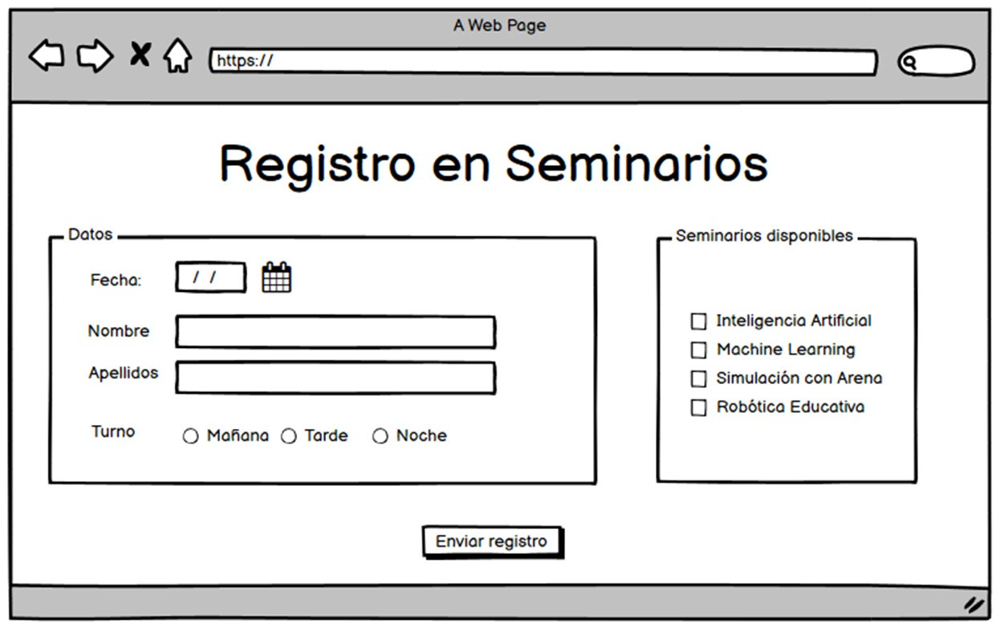 A Web Page
https://
Registro en Seminarios
Datos
Fecha: / /
Nombre
Apellidos
Turno Mañana Tarde Noche
Seminarios disponibles
Inteligencia Artificial
Machine Learning
Simulación con Arena
Robótica Educativa
Enviar registro